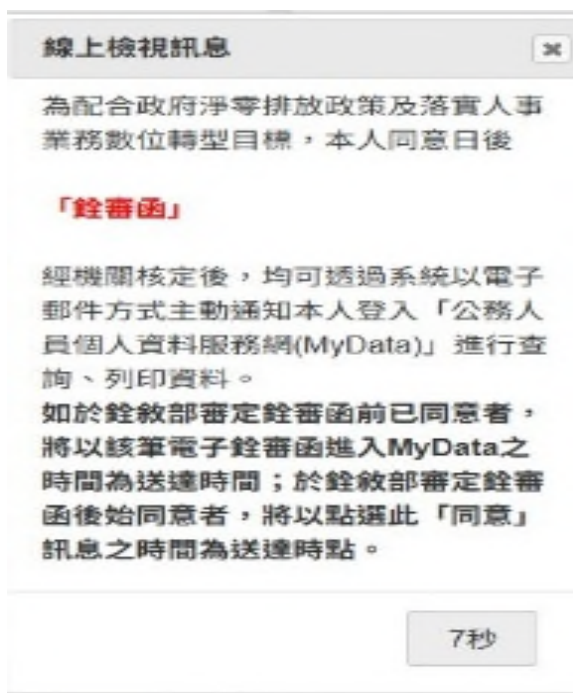 線上檢視訊息
為配合政府淨零排放政策及落實人事
業務數位轉型目標，本人同意日後
「銓審函」
經機關核定後，均可透過系統以電子
郵件方式主動通知本人登入「公務人
員個人資料服務網(MyData)」進行查
詢、列印資料。
如於銓敘部審定銓審函前已同意者，
將以該筆電子銓審函進入MyData之
時間為送達時間；於銓敘部審定銓審
函後始同意者，將以點選此「同意」
訊息之時間為送達時點。
7秒